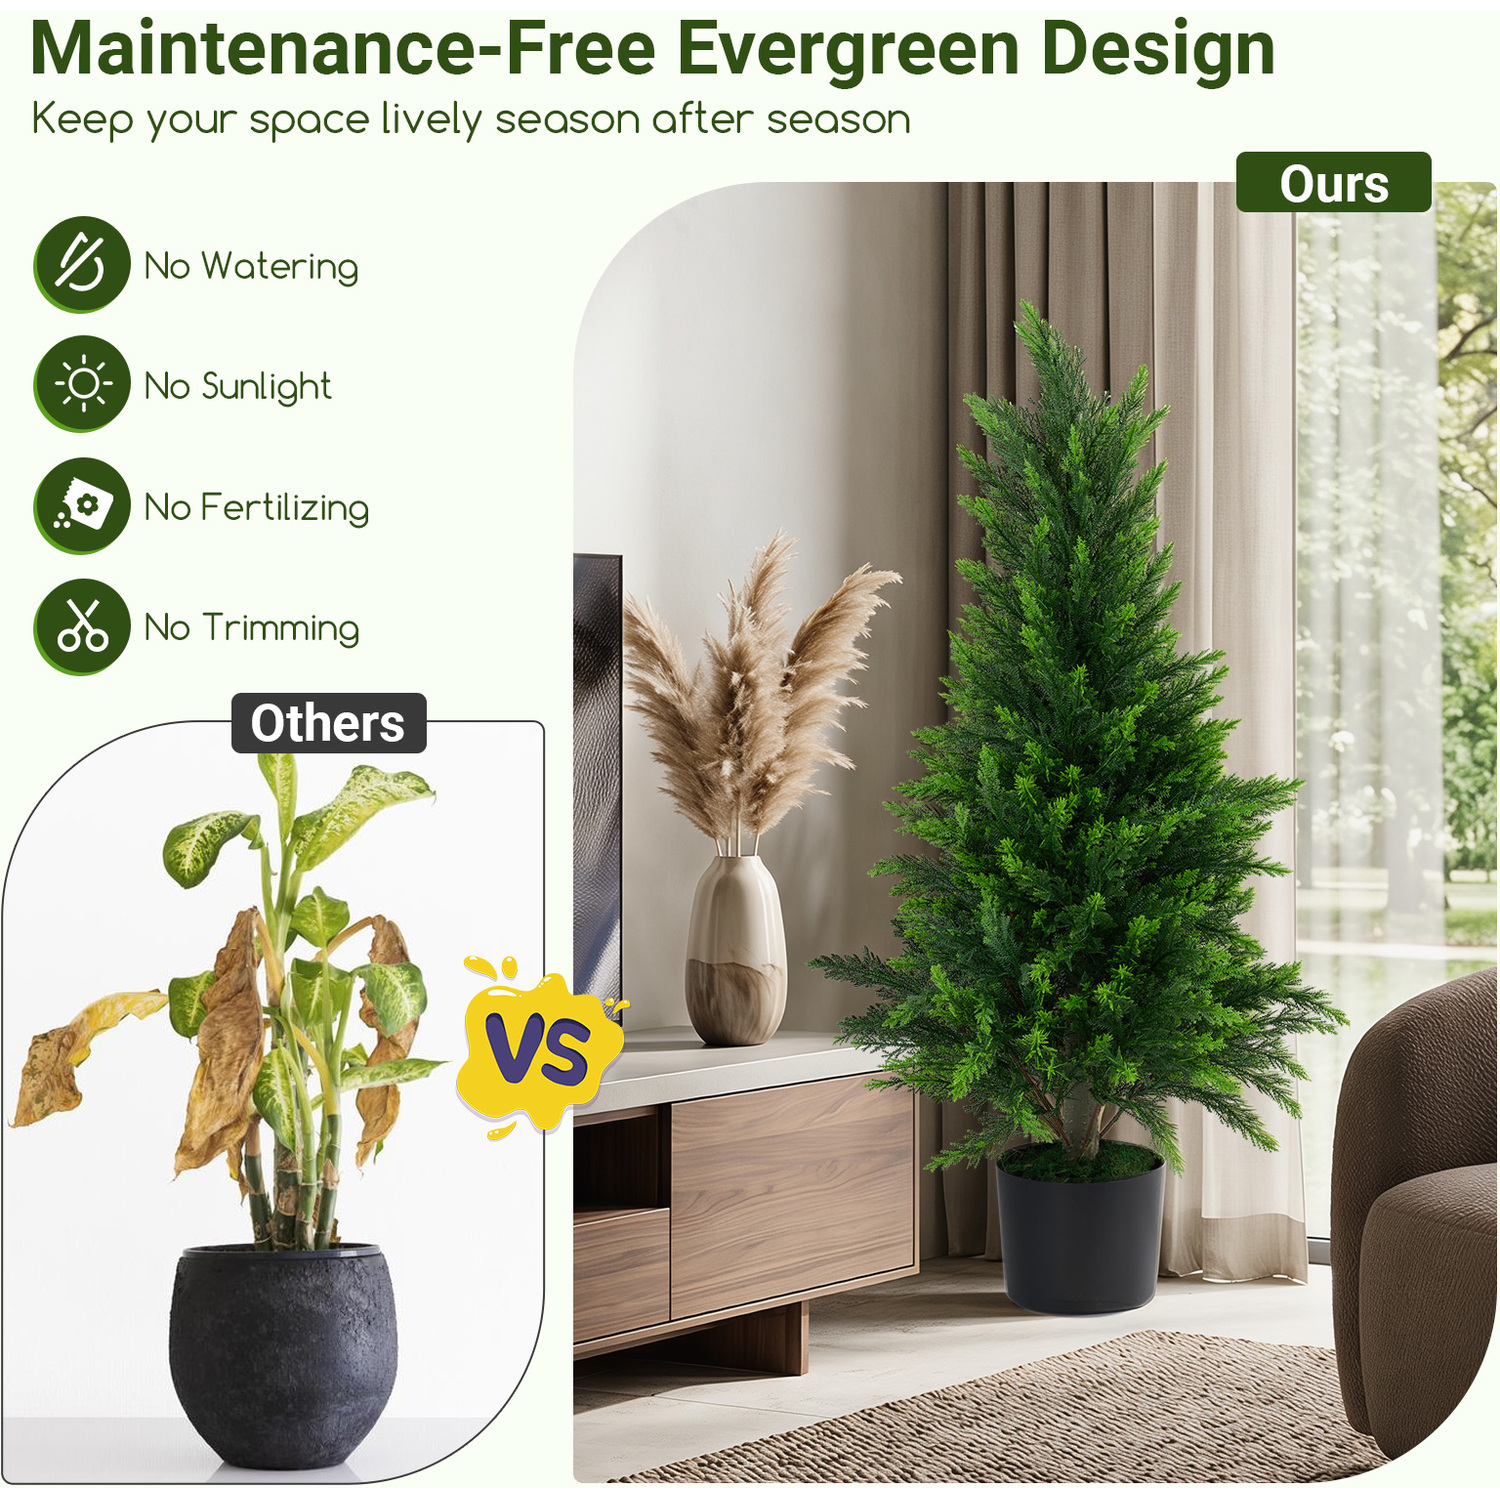 Maintenance-Free Evergreen Design
Keep your space lively season after season
Ours
No Watering
No Sunlight
No Fertilizing
No Trimming
Others
VS